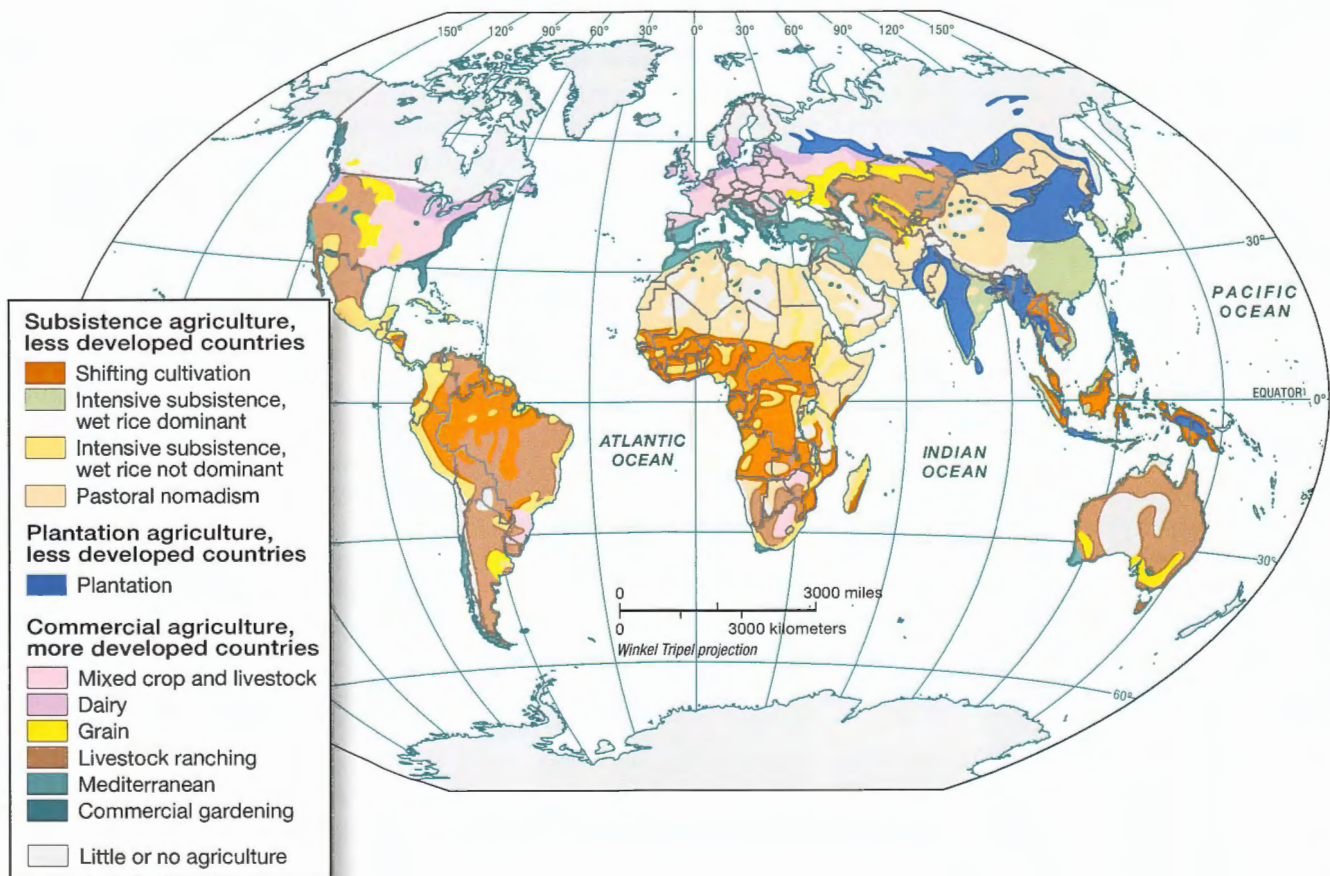 150° 120° 90° 60° 30° 0° 30° 60° 90° 120° 150°
30°
PACIFIC
OCEAN
EQUATOR 0°
ATLANTIC
OCEAN
INDIAN
OCEAN
30°
0 3000 miles
0 3000 kilometers
Winkel Tripel projection
60°
Subsistence agriculture,
less developed countries
Shifting cultivation
Intensive subsistence,
wet rice dominant
Intensive subsistence,
wet rice not dominant
Pastoral nomadism
Plantation agriculture,
less developed countries
Plantation
Commercial agriculture,
more developed countries
Mixed crop and livestock
Dairy
Grain
Livestock ranching
Mediterranean
Commercial gardening
Little or no agriculture